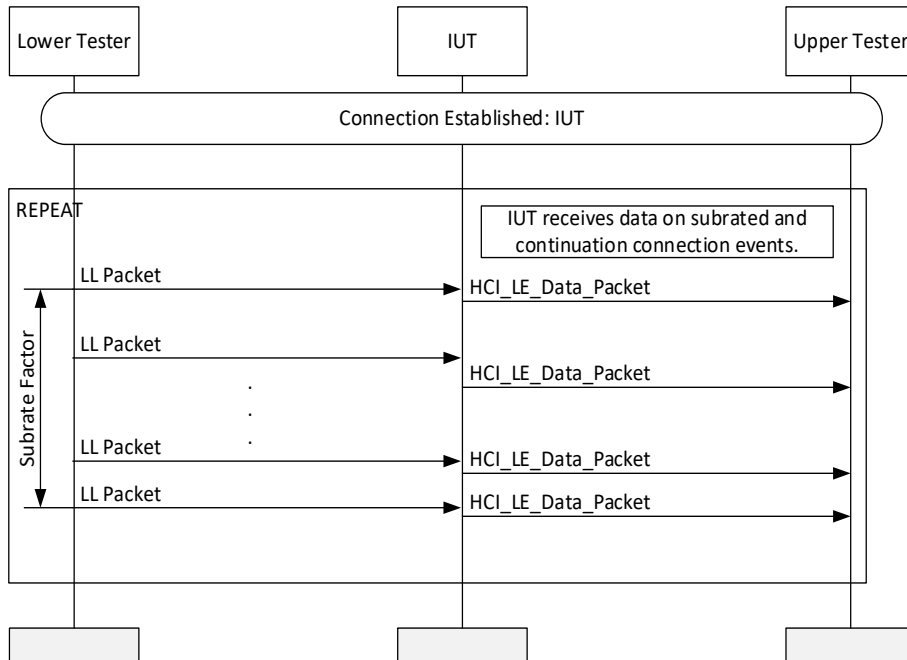 Lower Tester
IUT
Upper Tester
Connection Established: IUT
REPEAT
IUT receives data on subrated and
continuation connection events.
LL Packet
HCI_LE_Data_Packet
Subrate Factor
LL Packet
HCI_LE_Data_Packet
.
.
.
LL Packet
HCI_LE_Data_Packet
LL Packet
HCI_LE_Data_Packet